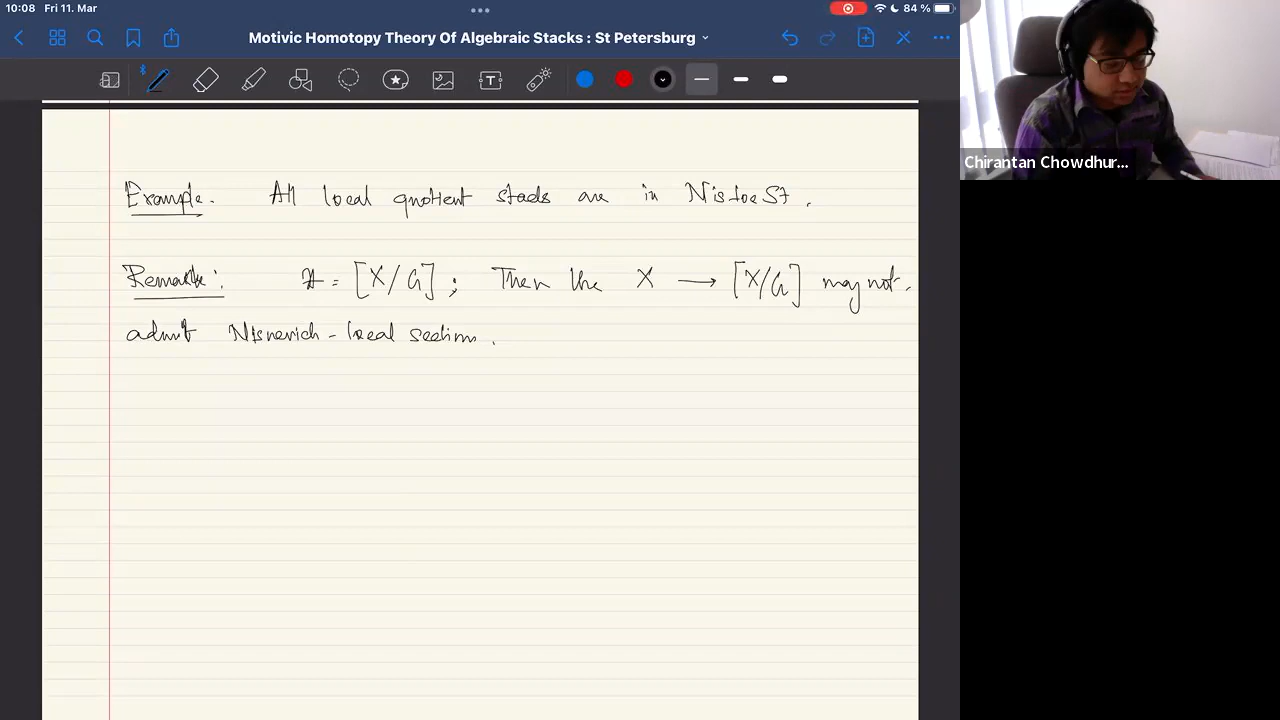 10:08 Fri 11. Mar
84 %
Motivic Homotopy Theory Of Algebraic Stacks : St Petersburg
Chirantan Chowdhur...
Example. All local quotient stacks are in NislocSt.
Remark: X = [X/G] ; Then the X → [X/G] may not
admit Nisnevich-local sections.